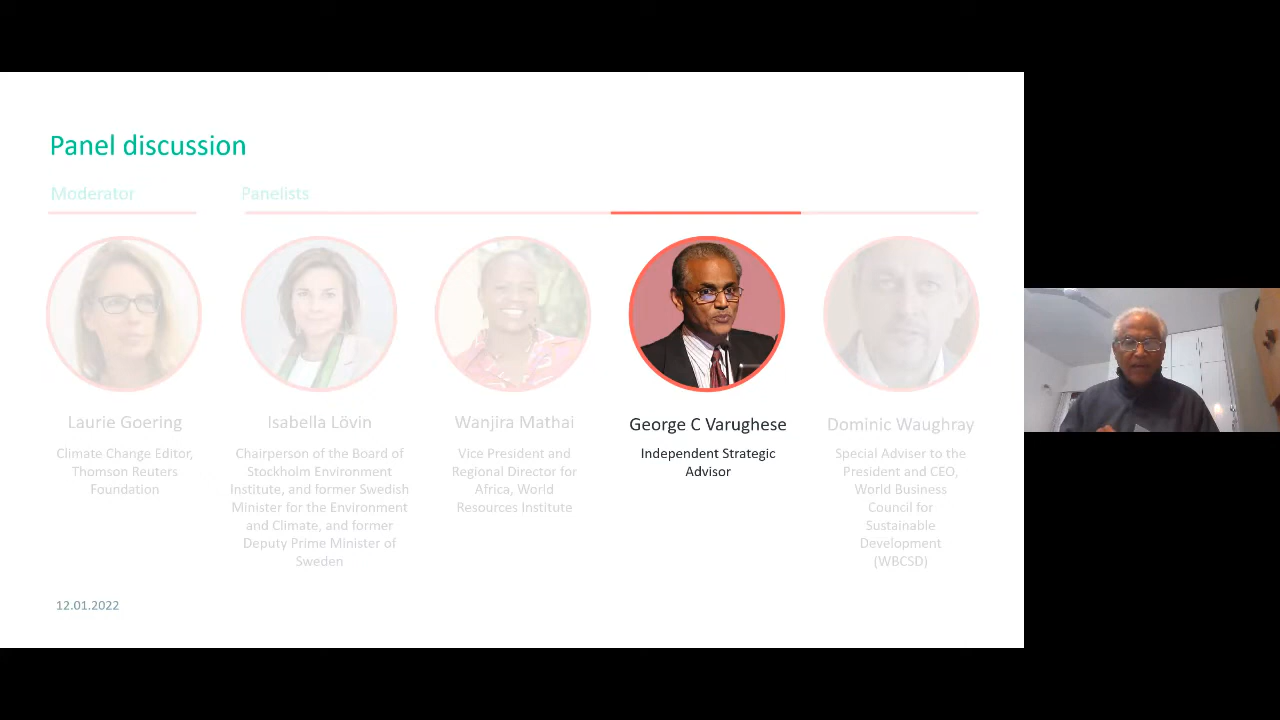 Panel discussion
Moderator
Panelists
Laurie Goering
Climate Change Editor,
Thomson Reuters
Foundation
Isabella Lövin
Chairperson of the Board of
Stockholm Environment
Institute, and former Swedish
Minister for the Environment
and Climate, and former
Deputy Prime Minister of
Sweden
Wanjira Mathai
Vice President and
Regional Director for
Africa, World
Resources Institute
George C Varughese
Independent Strategic
Advisor
Dominic Waughray
Special Adviser to the
President and CEO,
World Business
Council for
Sustainable
Development
(WBCSD)
12.01.2022